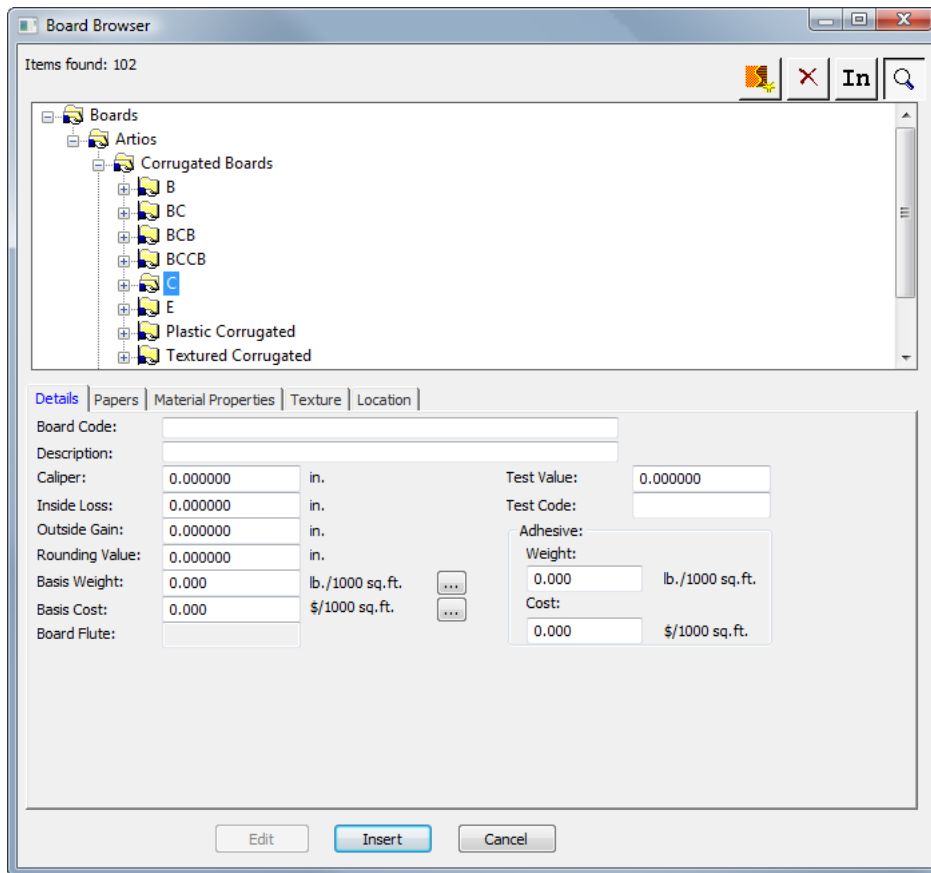 Board Browser
Items found: 102
In
Boards
Artios
Corrugated Boards
B
BC
BCB
BCCB
C
E
Plastic Corrugated
Textured Corrugated
Details Papers Material Properties Texture Location
Board Code:
Description:
Caliper: 0.000000 in. Test Value: 0.000000
Inside Loss: 0.000000 in. Test Code:
Outside Gain: 0.000000 in. Adhesive:
Rounding Value: 0.000000 in. Weight:
Basis Weight: 0.000 lb./1000 sq.ft. ... 0.000 lb./1000 sq.ft.
Basis Cost: 0.000 $/1000 sq.ft. ... Cost:
Board Flute: 0.000 $/1000 sq.ft.
Edit Insert Cancel